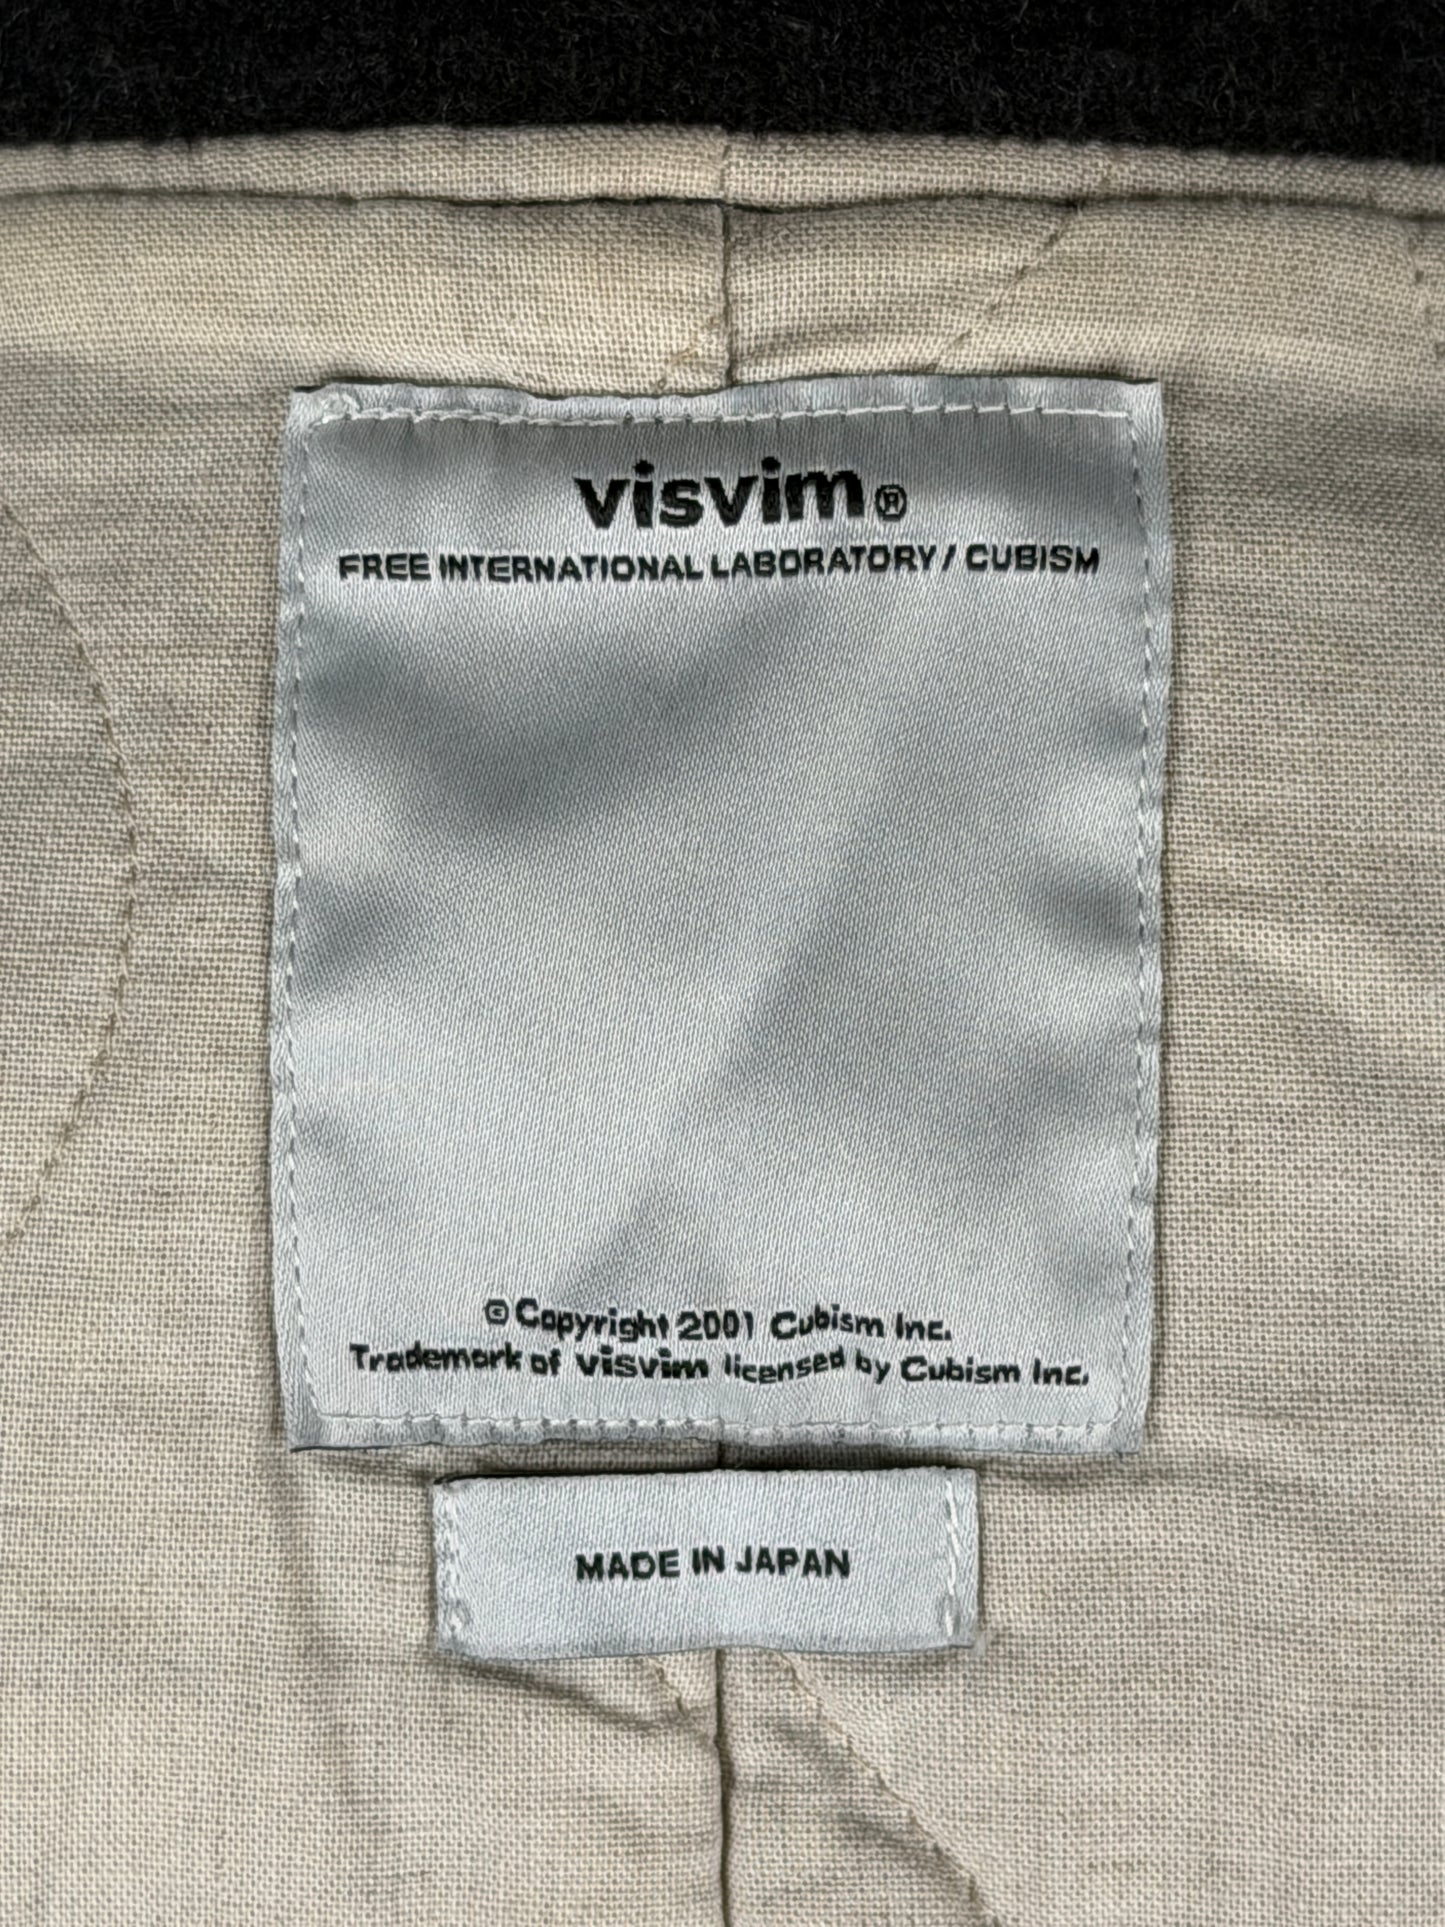 visvim®
FREE INTERNATIONAL LABORATORY / CUBISM
© Copyright 2001 Cubism Inc.
Trademark of visvim licensed by Cubism Inc.
MADE IN JAPAN